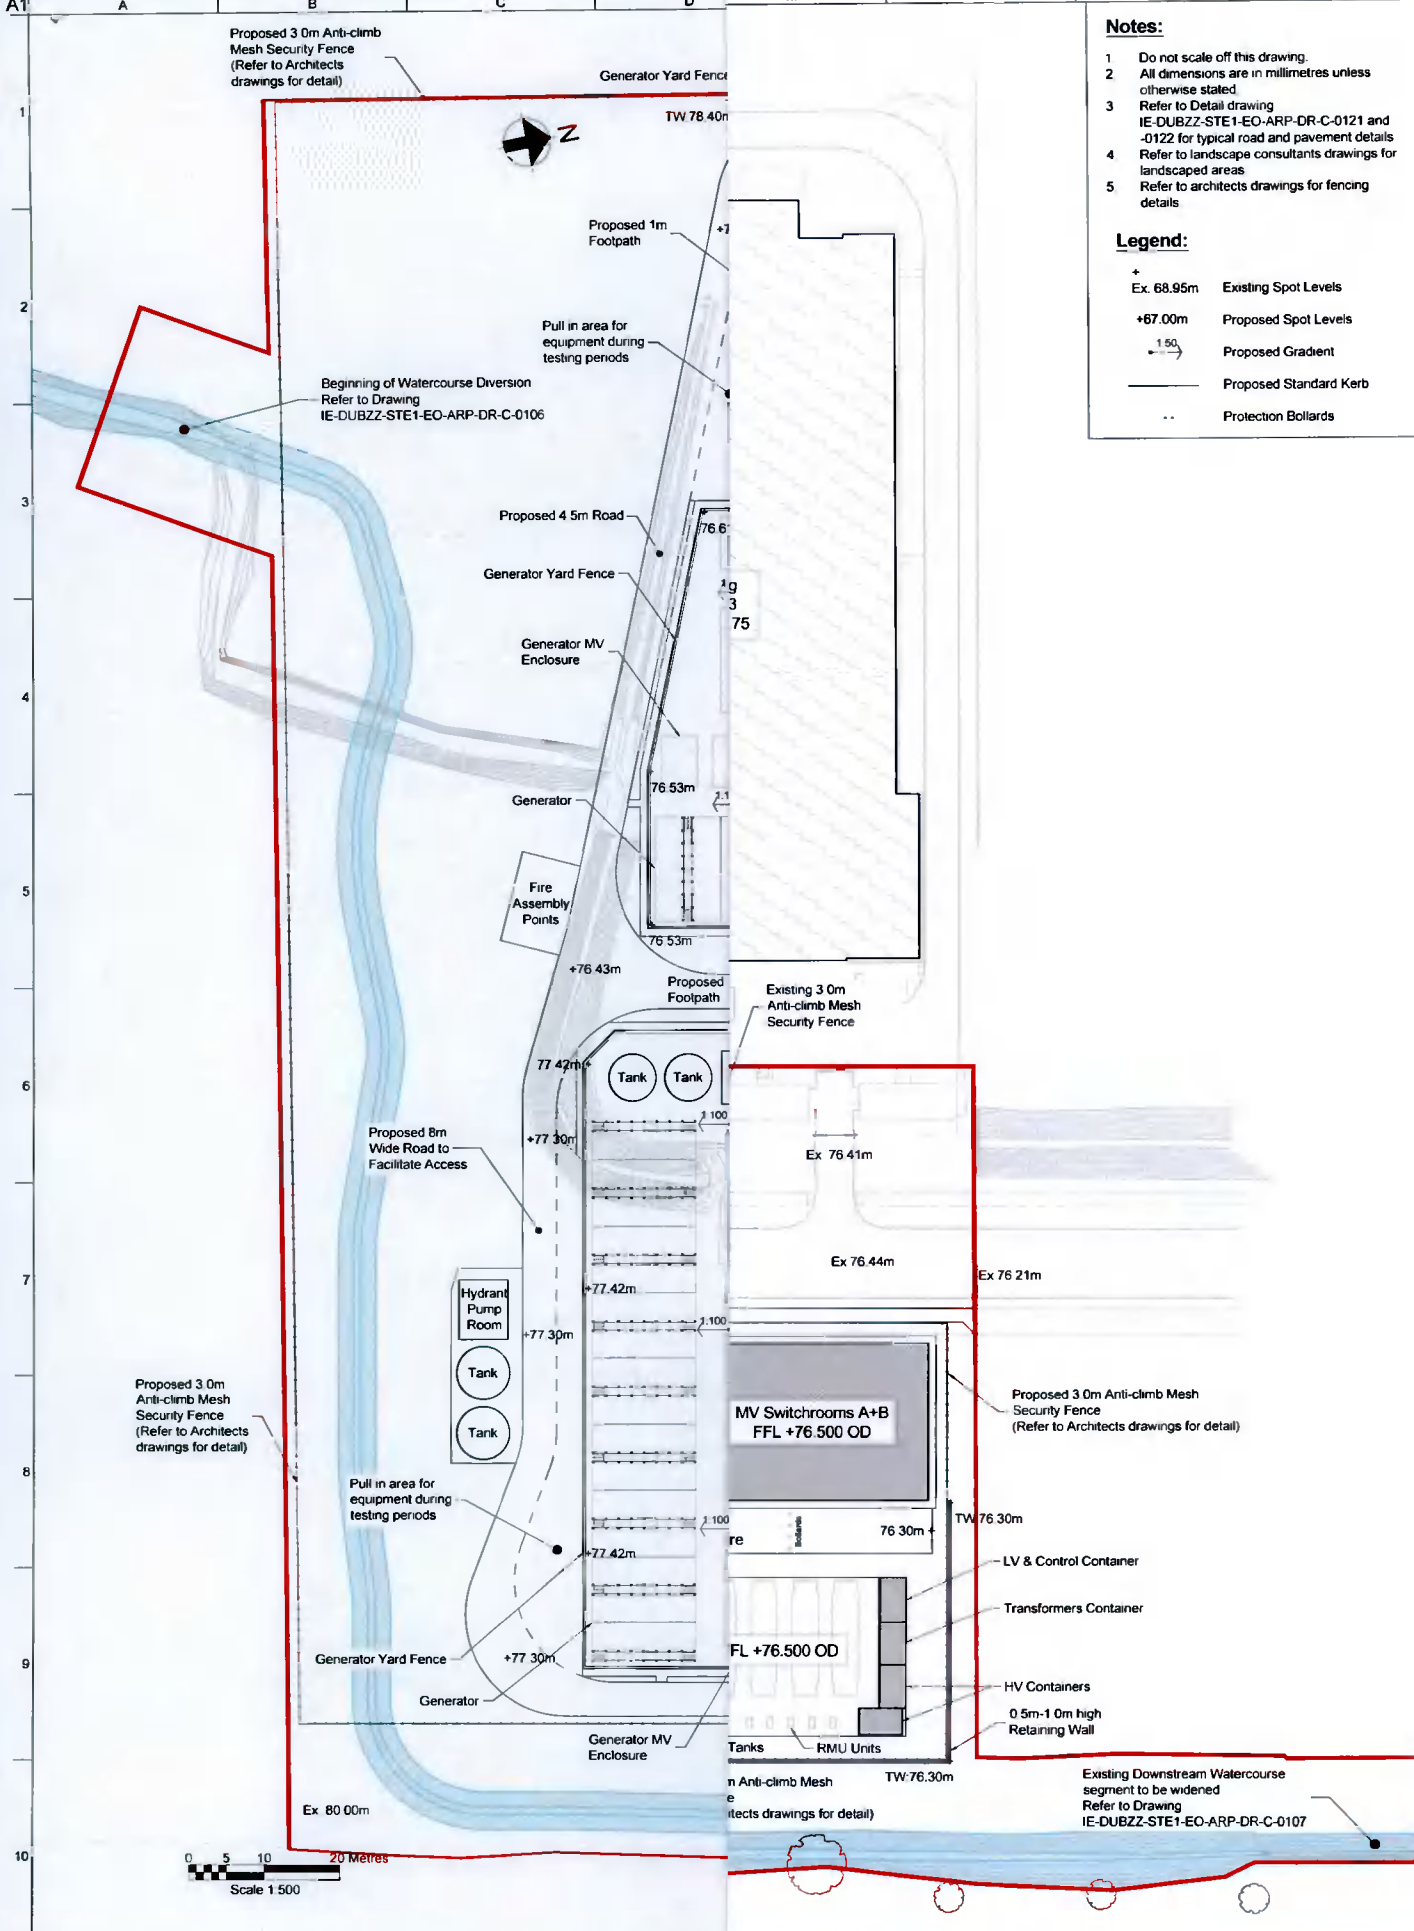 A1
A
B
C
D
1
2
3
4
5
6
7
8
9
10
Proposed 3 0m Anti-climb
Mesh Security Fence
(Refer to Architects
drawings for detail)
Generator Yard Fence
TW 78.40m
N
Proposed 1m
Footpath
Pull in area for
equipment during
testing periods
Beginning of Watercourse Diversion
Refer to Drawing
IE-DUBZZ-STE1-EO-ARP-DR-C-0106
Proposed 4 5m Road
Generator Yard Fence
75
Generator MV
Enclosure
76 53m
Generator
Fire
Assembly
Points
76 53m
+76 43m
Proposed
Footpath
Existing 3 0m
Anti-climb Mesh
Security Fence
77 42m
Tank
Tank
1 100
Proposed 8m
Wide Road to
Facilitate Access
+77 30m
Ex 76 41m
Ex 76 44m
Ex 76 21m
+77.42m
Hydrant
Pump
Room
+77 30m
1:100
Tank
Tank
Proposed 3 0m
Anti-climb Mesh
Security Fence
(Refer to Architects
drawings for detail)
MV Switchrooms A+B
FFL +76.500 OD
Proposed 3 0m Anti-climb Mesh
Security Fence
(Refer to Architects drawings for detail)
Pull in area for
equipment during
testing periods
1:100
re
Bollards
76 30m
TW 76.30m
+77.42m
LV & Control Container
Transformers Container
Generator Yard Fence
+77 30m
FL +76.500 OD
Generator
HV Containers
0 5m-1 0m high
Retaining Wall
Generator MV
Enclosure
Tanks
RMU Units
TW:76.30m
n Anti-climb Mesh
e
itects drawings for detail)
Existing Downstream Watercourse
segment to be widened
Refer to Drawing
IE-DUBZZ-STE1-EO-ARP-DR-C-0107
Ex 80 00m
0 5 10 20 Metres
Scale 1 500
Notes:
1 Do not scale off this drawing.
2 All dimensions are in millimetres unless
otherwise stated
3 Refer to Detail drawing
IE-DUBZZ-STE1-EO-ARP-DR-C-0121 and
-0122 for typical road and pavement details
4 Refer to landscape consultants drawings for
landscaped areas
5 Refer to architects drawings for fencing
details
Legend:
+
Ex. 68.95m Existing Spot Levels
+67.00m Proposed Spot Levels
1:50 Proposed Gradient
Proposed Standard Kerb
Protection Bollards